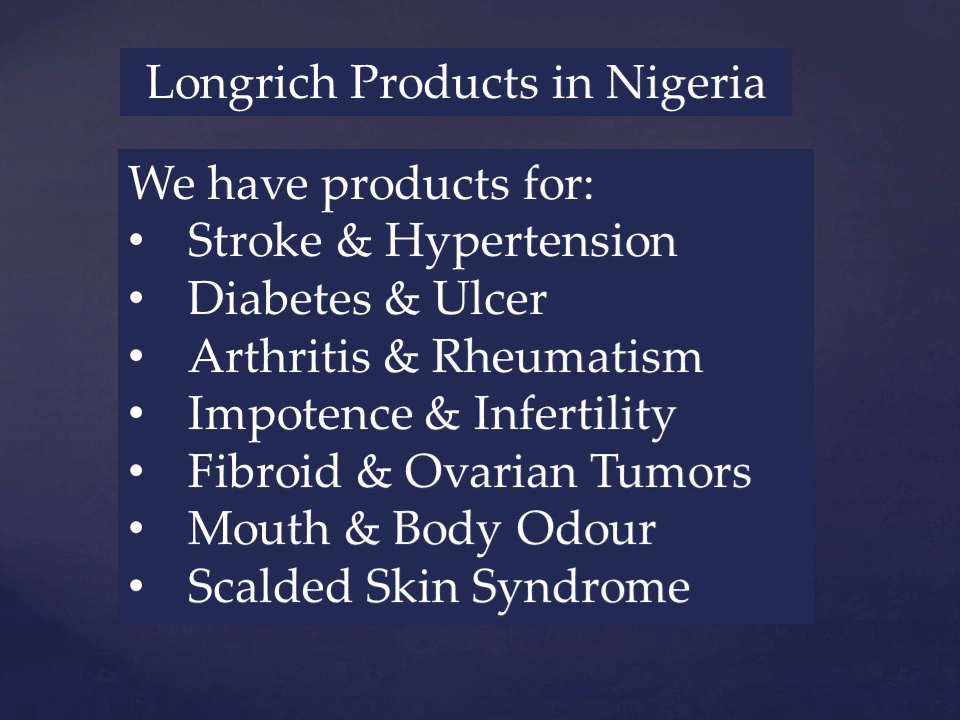 Longrich Products in Nigeria
We have products for:
• Stroke & Hypertension
• Diabetes & Ulcer
• Arthritis & Rheumatism
• Impotence & Infertility
• Fibroid & Ovarian Tumors
• Mouth & Body Odour
• Scalded Skin Syndrome